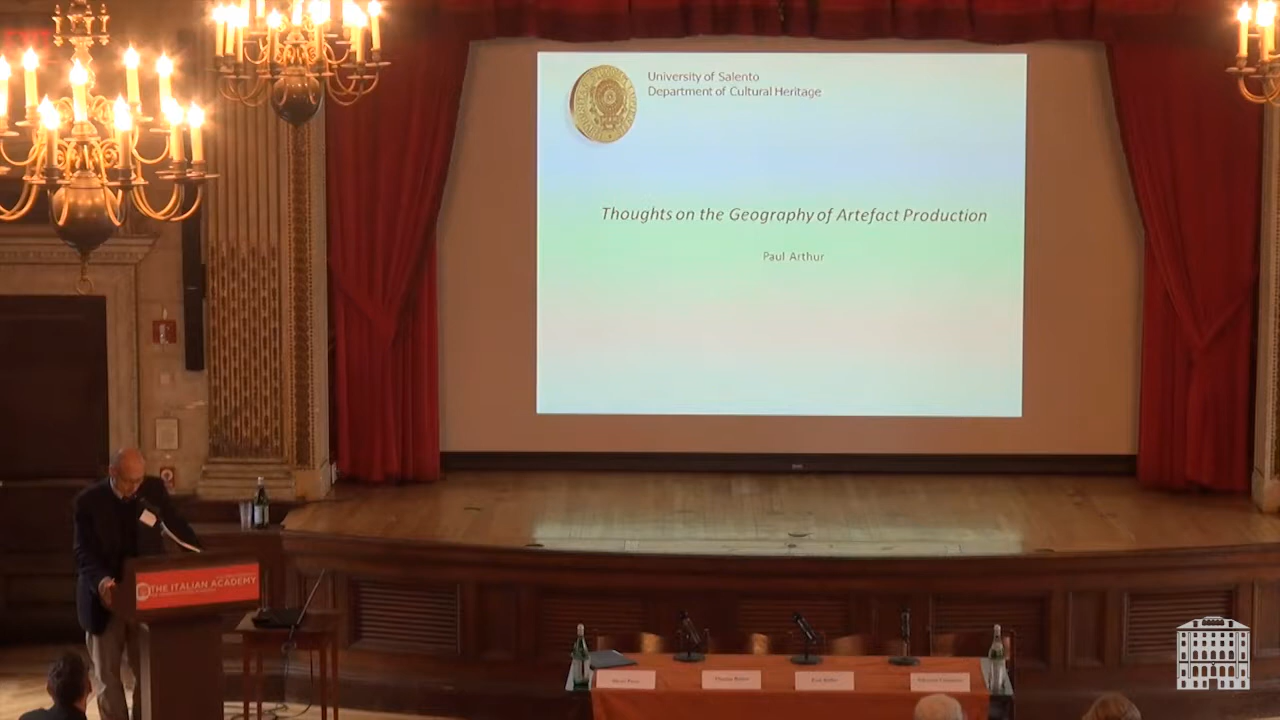 University of Salento
Department of Cultural Heritage
Thoughts on the Geography of Artefact Production
Paul Arthur
THE ITALIAN ACADEMY